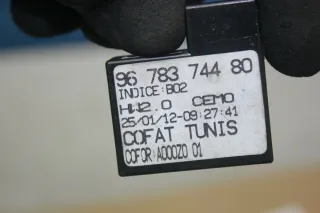 96 783 744 80
INDICE:B02
HW2.0 CEMO
25/01/12-09:27:41
COFAT TUNIS
COFOR:A000Z0 01